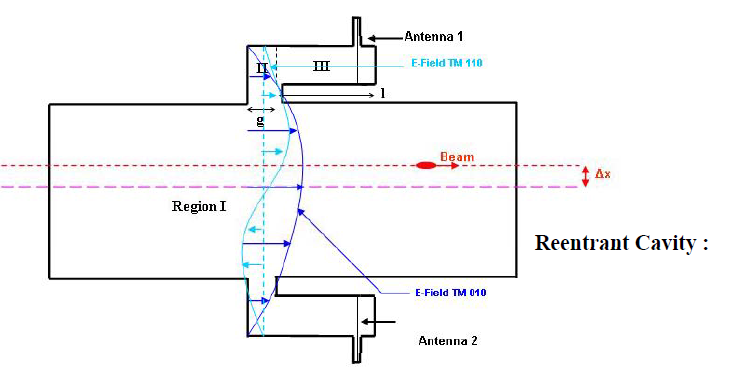 Antenna 1
E-Field TM 110
II
III
l
g
Beam
Δx
Region I
Reentrant Cavity :
E-Field TM 010
Antenna 2